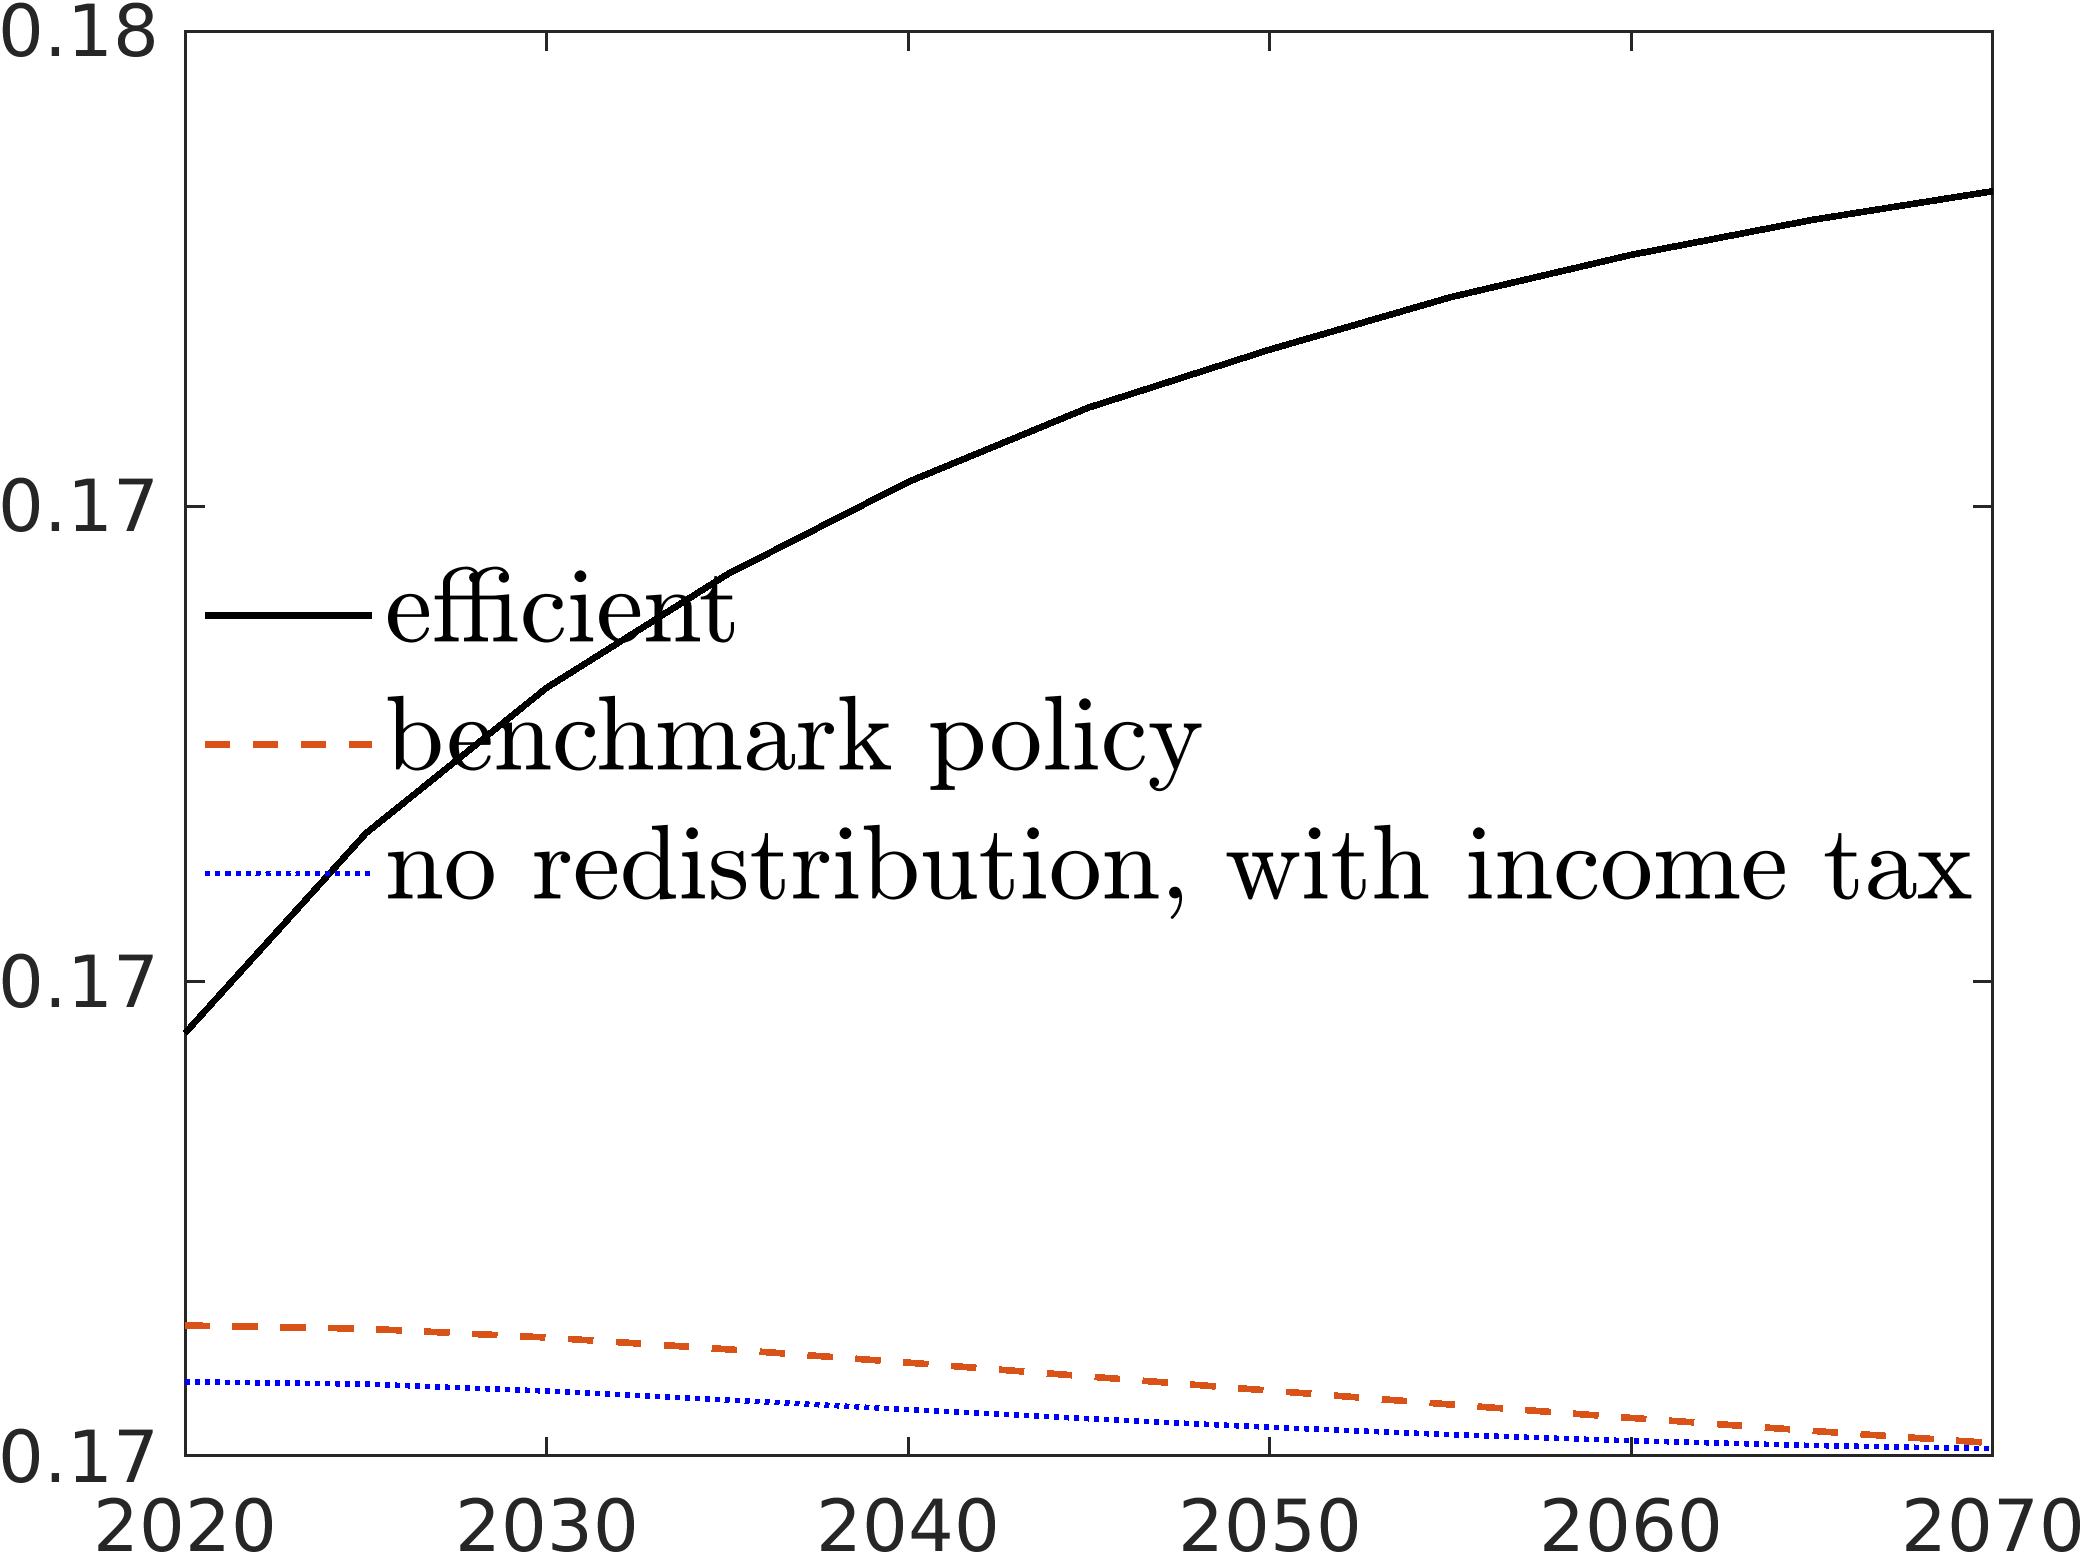 0.18
0.17
efficient
benchmark policy
no redistribution, with income tax
0.17
0.17
2020 2030 2040 2050 2060 2070